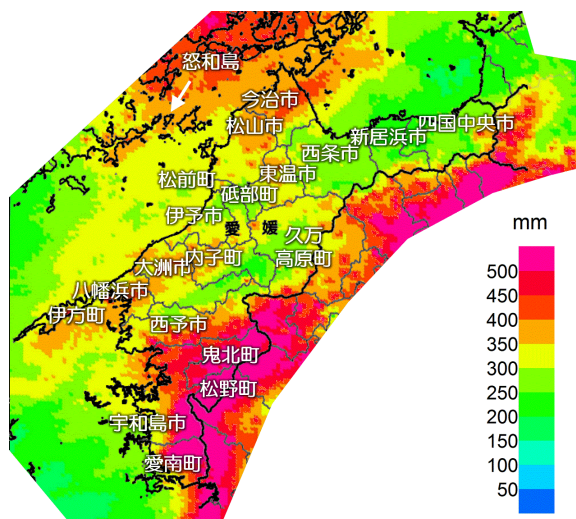 怒和島
今治市
松山市
四国中央市
新居浜市
西条市
東温市
松前町
砥部町
伊予市
愛媛
久万
高原町
内子町
大洲市
八幡浜市
伊方町
西予市
鬼北町
松野町
宇和島市
愛南町
mm
500
450
400
350
300
250
200
150
100
50